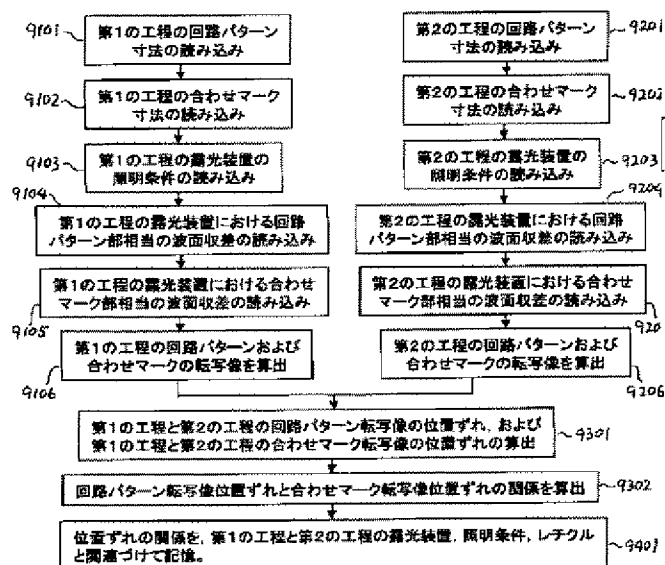 9101
第1の工程の回路パターン
寸法の読み込み
9102
第1の工程の合わせマーク
寸法の読み込み
9103
第1の工程の露光装置の
照明条件の読み込み
9104
第1の工程の露光装置における回路
パターン部相当の波面収差の読み込み
第1の工程の露光装置における合わせ
マーク部相当の波面収差の読み込み
9105
第1の工程の回路パターンおよび
合わせマークの転写像を算出
9106
9201
第2の工程の回路パターン
寸法の読み込み
9202
第2の工程の合わせマーク
寸法の読み込み
9203
第2の工程の露光装置の
照明条件の読み込み
9204
第2の工程の露光装置における回路
パターン部相当の波面収差の読み込み
第2の工程の露光装置における合わせ
マーク部相当の波面収差の読み込み
920
第2の工程の回路パターンおよび
合わせマークの転写像を算出
9206
第1の工程と第2の工程の回路パターン転写像の位置ずれ、および
第1の工程と第2の工程の合わせマーク転写像の位置ずれの算出
9301
回路パターン転写像位置ずれと合わせマーク転写像位置ずれの関係を算出
9302
位置ずれの関係を、第1の工程と第2の工程の露光装置、照明条件、レチクル
と関連づけて記憶。
9403